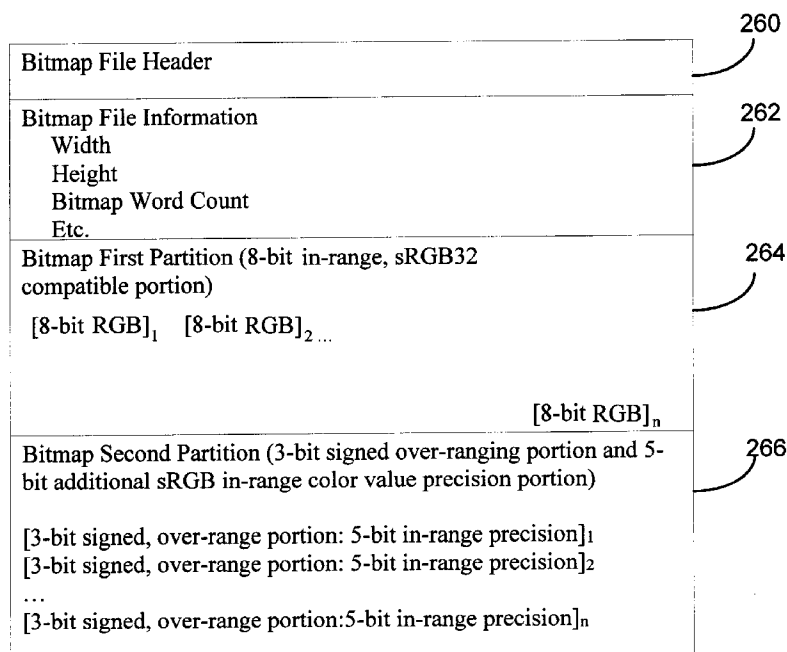 260
Bitmap File Header
262
Bitmap File Information
Width
Height
Bitmap Word Count
Etc.
264
Bitmap First Partition (8-bit in-range, sRGB32
compatible portion)
[8-bit RGB]1 [8-bit RGB]2 ...
[8-bit RGB]n
266
Bitmap Second Partition (3-bit signed over-ranging portion and 5-
bit additional sRGB in-range color value precision portion)
[3-bit signed, over-range portion: 5-bit in-range precision]1
[3-bit signed, over-range portion: 5-bit in-range precision]2
...
[3-bit signed, over-range portion:5-bit in-range precision]n